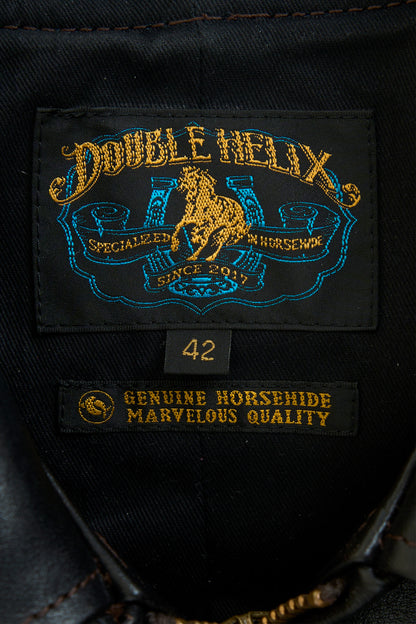 DOUBLE HELIX
SPECIALIZED IN HORSEHIDE
SINCE 2017
42
GENUINE HORSEHIDE
MARVELOUS QUALITY